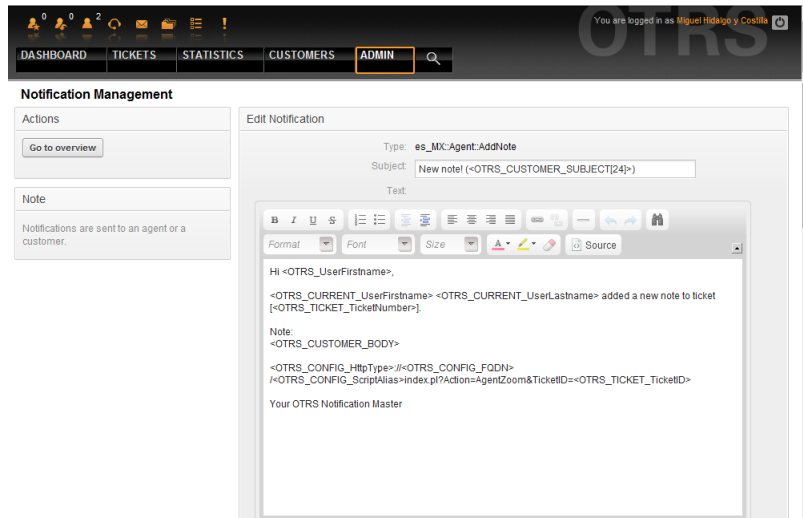 0 0 2
You are logged in as Miguel Hidalgo y Costilla
OTRS
DASHBOARD TICKETS STATISTICS CUSTOMERS ADMIN
Notification Management
Actions
Go to overview
Note
Notifications are sent to an agent or a
customer.
Edit Notification
Type: es_MX::Agent::AddNote
Subject: New note! (<OTRS_CUSTOMER_SUBJECT[24]>)
Text:
B I U S
Format Font Size A Source
Hi <OTRS_UserFirstname>,
<OTRS_CURRENT_UserFirstname> <OTRS_CURRENT_UserLastname> added a new note to ticket
[<OTRS_TICKET_TicketNumber>].
Note:
<OTRS_CUSTOMER_BODY>
<OTRS_CONFIG_HttpType>://<OTRS_CONFIG_FQDN>
/<OTRS_CONFIG_ScriptAlias>index.pl?Action=AgentZoom&TicketID=<OTRS_TICKET_TicketID>
Your OTRS Notification Master